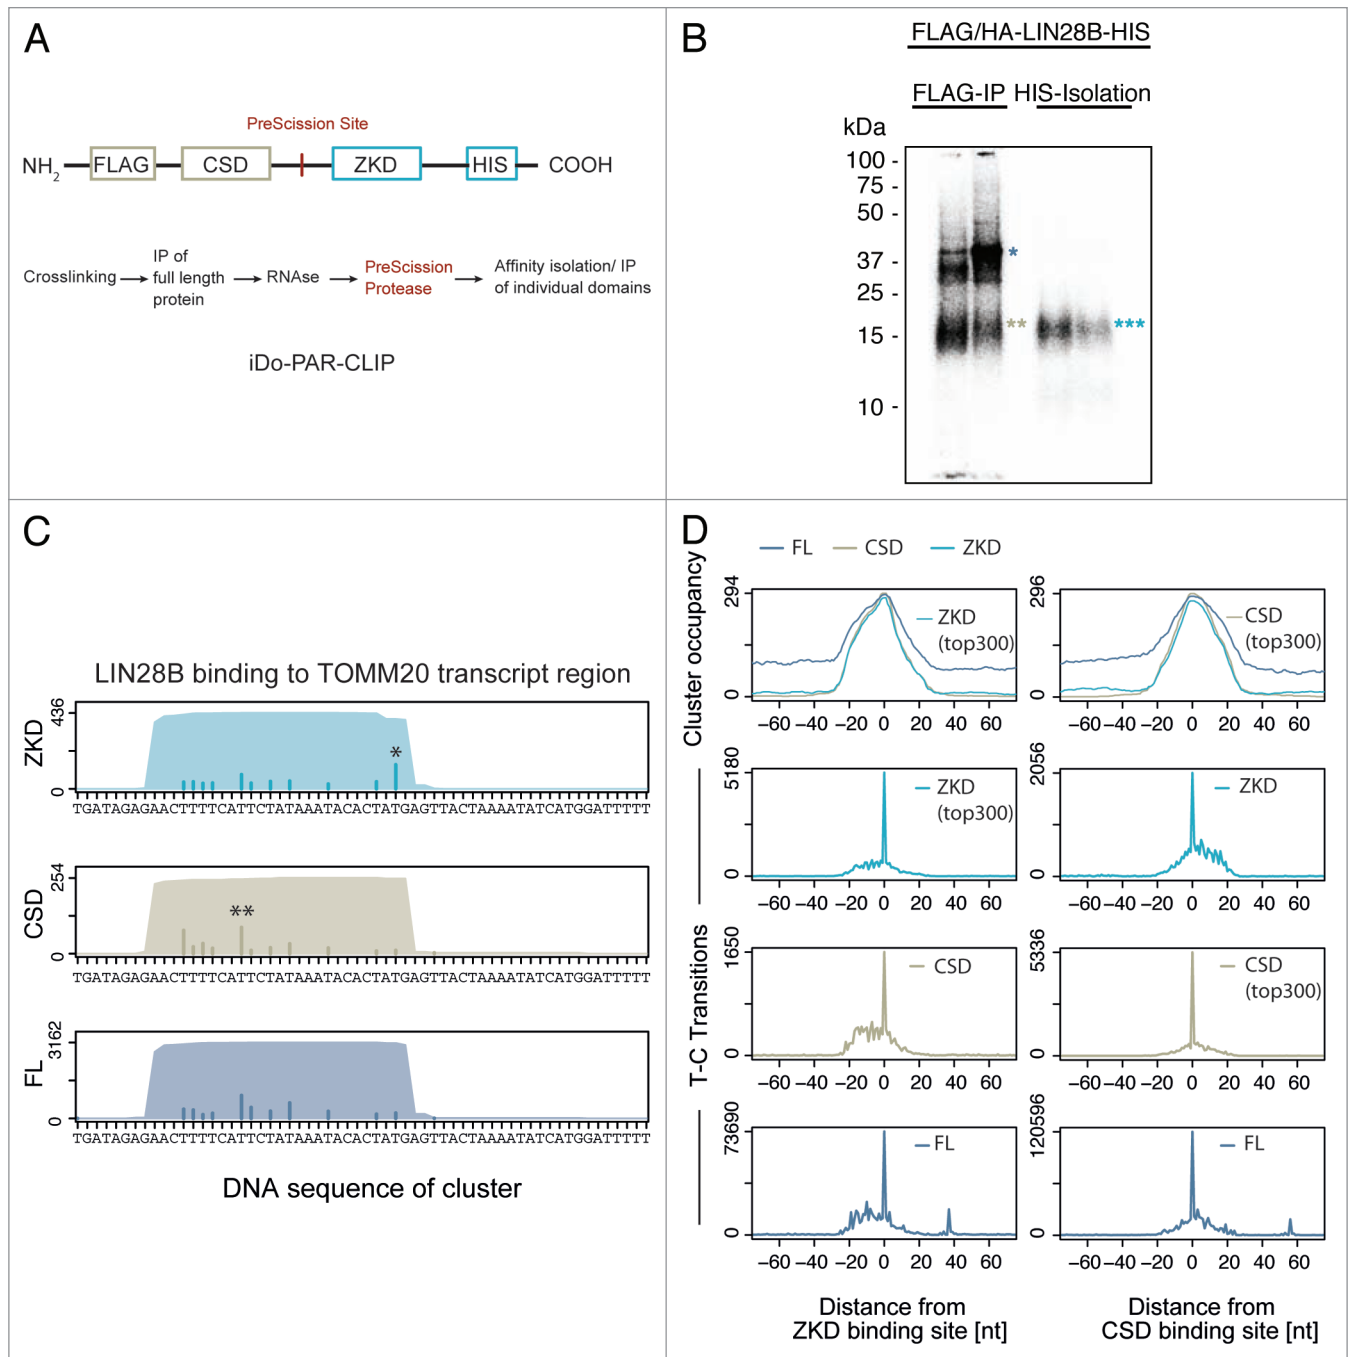 A
PreScission Site
NH2 FLAG CSD ZKD HIS COOH
Crosslinking IP of full length protein RNAse PreScission Protease Affinity isolation/ IP of individual domains
iDo-PAR-CLIP
B
FLAG/HA-LIN28B-HIS
FLAG-IP HIS-Isolation
kDa
100 -
75 -
50 -
* 
37 -
25 -
** ***
15 -
10 -
C
LIN28B binding to TOMM20 transcript region
ZKD
436
0
*
TGATAGAGAACTTTTCATTCTATAAATACACTATGAGTTACTAAAATATCATGGATTTTT
CSD
254
0
**
TGATAGAGAACTTTTCATTCTATAAATACACTATGAGTTACTAAAATATCATGGATTTTT
FL
3162
0
TGATAGAGAACTTTTCATTCTATAAATACACTATGAGTTACTAAAATATCATGGATTTTT
DNA sequence of cluster
D
FL CSD ZKD
Cluster occupancy
294
0
ZKD
(top300)
−60 −40 −20 0 20 40 60
296
0
CSD
(top300)
−60 −40 −20 0 20 40 60
T-C Transitions
5180
0
ZKD
(top300)
−60 −40 −20 0 20 40 60
2056
0
ZKD
−60 −40 −20 0 20 40 60
1650
0
CSD
−60 −40 −20 0 20 40 60
5336
0
CSD
(top300)
−60 −40 −20 0 20 40 60
73690
0
FL
−60 −40 −20 0 20 40 60
120596
0
FL
−60 −40 −20 0 20 40 60
Distance from
ZKD binding site [nt]
Distance from
CSD binding site [nt]